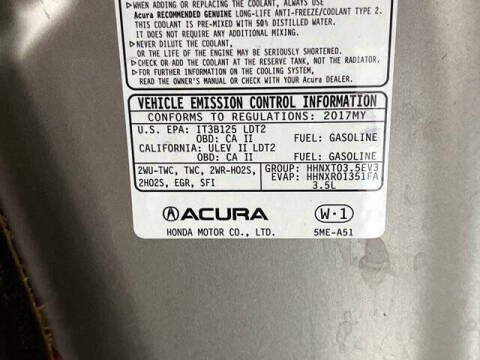 ▷WHEN ADDING OR REPLACING THE COOLANT, ALWAYS USE
Acura RECOMMENDED GENUINE LONG-LIFE ANTI-FREEZE/COOLANT TYPE 2.
THIS COOLANT IS PRE-MIXED WITH 50% DISTILLED WATER.
IT DOES NOT REQUIRE ANY ADDITIONAL MIXING.
▷NEVER DILUTE THE COOLANT,
OR THE LIFE OF THE ENGINE MAY BE SERIOUSLY SHORTENED.
▷CHECK OR ADD THE COOLANT AT THE RESERVE TANK, NOT THE RADIATOR.
▷FOR FURTHER INFORMATION ON THE COOLING SYSTEM,
READ THE OWNER'S MANUAL OR CHECK WITH YOUR Acura DEALER.
VEHICLE EMISSION CONTROL INFORMATION
CONFORMS TO REGULATIONS: 2017MY
U.S. EPA: IT3B125 LDT2
OBD: CA II FUEL: GASOLINE
CALIFORNIA: ULEV II LDT2
OBD: CA II FUEL: GASOLINE
2WU-TWC, TWC, 2WR-HO2S, GROUP: HHNXT03.5EV3
2HO2S, EGR, SFI EVAP: HHNXR01351FA
3.5L
ACURA W·1
HONDA MOTOR CO., LTD. 5ME-A51